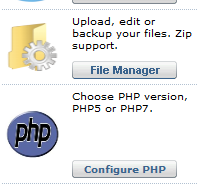 Upload, edit or
backup your files. Zip
support.
File Manager
Choose PHP version,
PHP5 or PHP7.
php
Configure PHP